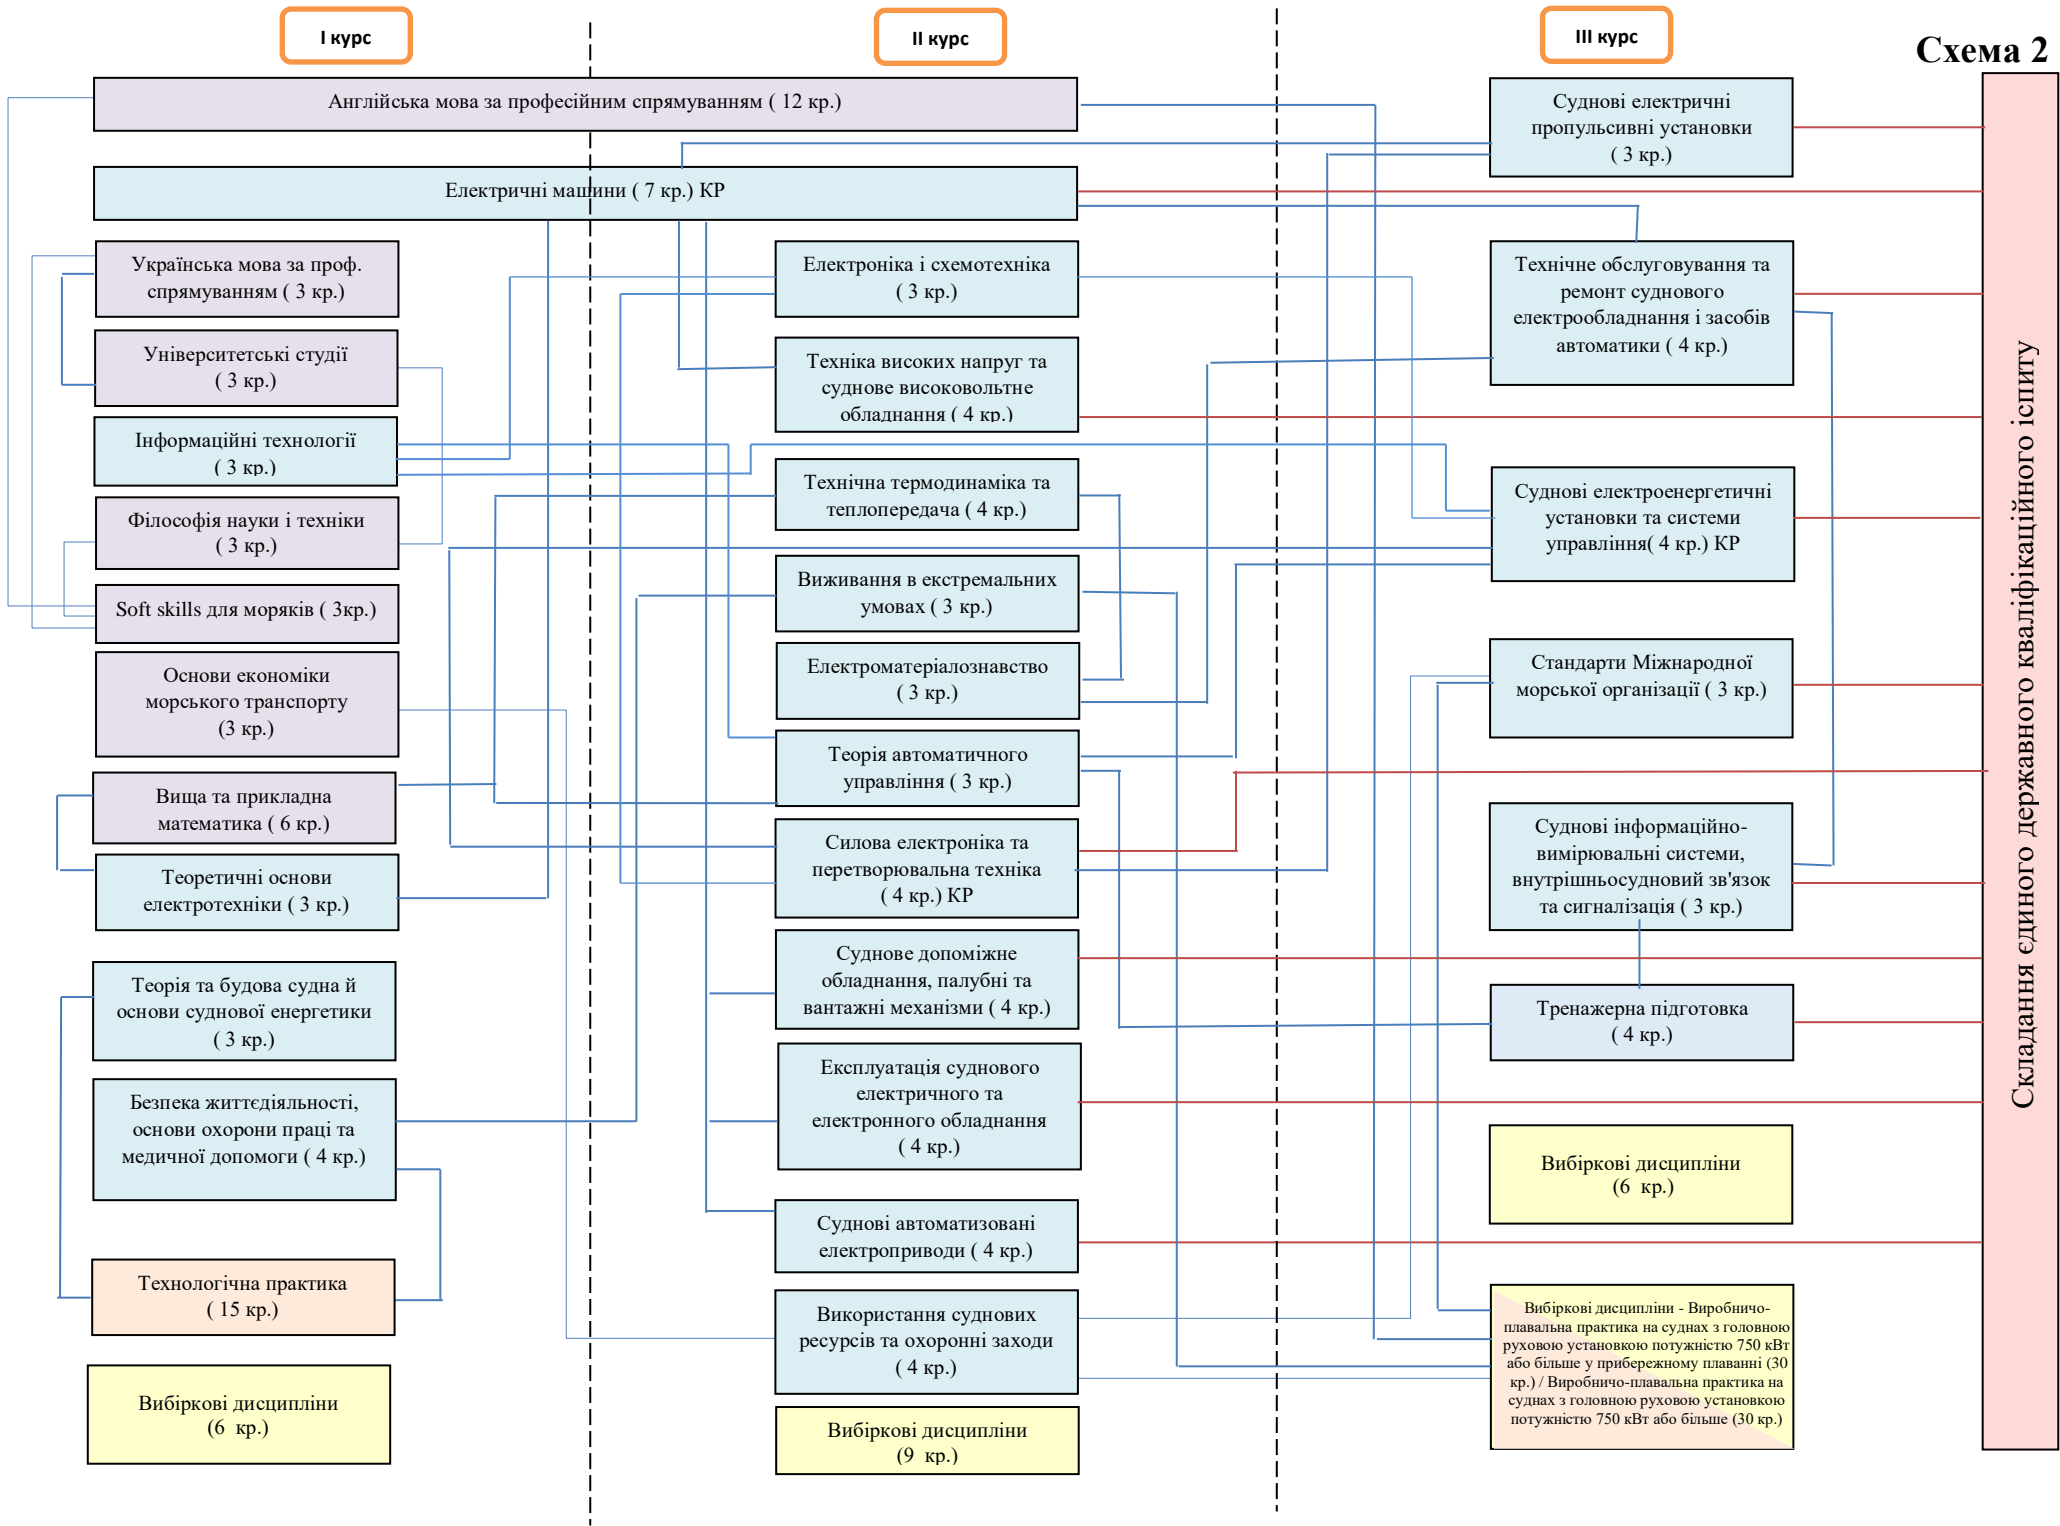 І курс
ІІ курс
ІІІ курс
Схема 2
Англійська мова за професійним спрямуванням ( 12 кр.)
Електричні машини ( 7 кр.) КР
Українська мова за проф.
спрямуванням ( 3 кр.)
Університетські студії
( 3 кр.)
Інформаційні технології
( 3 кр.)
Філософія науки і техніки
( 3 кр.)
Soft skills для моряків ( 3кр.)
Основи економіки
морського транспорту
(3 кр.)
Вища та прикладна
математика ( 6 кр.)
Теоретичні основи
електротехніки ( 3 кр.)
Теорія та будова судна й
основи суднової енергетики
( 3 кр.)
Безпека життєдіяльності,
основи охорони праці та
медичної допомоги ( 4 кр.)
Технологічна практика
( 15 кр.)
Вибіркові дисципліни
(6 кр.)
Електроніка і схемотехніка
( 3 кр.)
Техніка високих напруг та
суднове високовольтне
обладнання ( 4 кр.)
Технічна термодинаміка та
теплопередача ( 4 кр.)
Виживання в екстремальних
умовах ( 3 кр.)
Електроматеріалознавство
( 3 кр.)
Теорія автоматичного
управління ( 3 кр.)
Силова електроніка та
перетворювальна техніка
( 4 кр.) КР
Суднове допоміжне
обладнання, палубні та
вантажні механізми ( 4 кр.)
Експлуатація суднового
електричного та
електронного обладнання
( 4 кр.)
Суднові автоматизовані
електроприводи ( 4 кр.)
Використання суднових
ресурсів та охоронні заходи
( 4 кр.)
Вибіркові дисципліни
(9 кр.)
Суднові електричні
пропульсивні установки
( 3 кр.)
Технічне обслуговування та
ремонт суднового
електрообладнання і засобів
автоматики ( 4 кр.)
Суднові електроенергетичні
установки та системи
управління( 4 кр.) КР
Стандарти Міжнародної
морської організації ( 3 кр.)
Суднові інформаційно-
вимірювальні системи,
внутрішньосудновий зв'язок
та сигналізація ( 3 кр.)
Тренажерна підготовка
( 4 кр.)
Вибіркові дисципліни
(6 кр.)
Вибіркові дисципліни - Виробничо-
плавальна практика на суднах з головною
руховою установкою потужністю 750 кВт
або більше у прибережному плаванні (30
кр.) / Виробничо-плавальна практика на
суднах з головною руховою установкою
потужністю 750 кВт або більше (30 кр.)
Складання єдиного державного кваліфікаційного іспиту